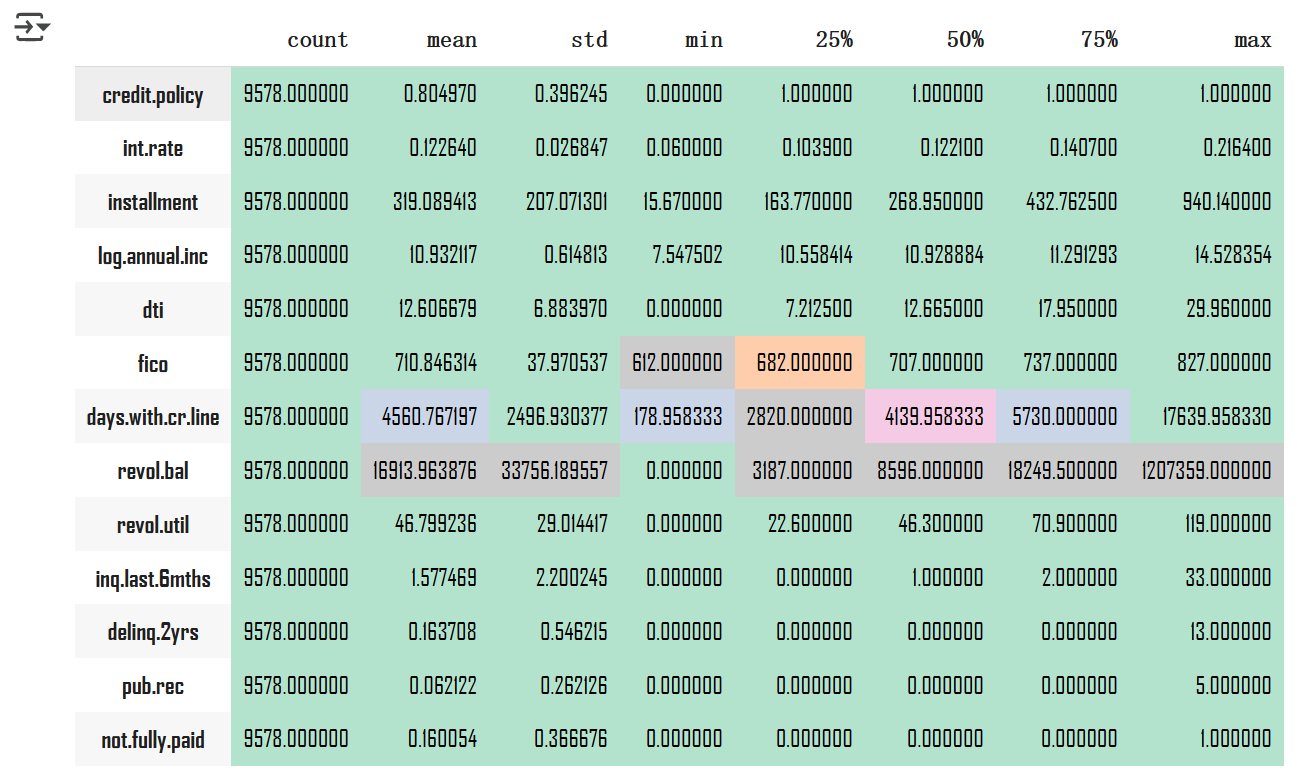 count mean std min 25% 50% 75% max
credit.policy 9578.000000 0.804970 0.396245 0.000000 1.000000 1.000000 1.000000 1.000000
int.rate 9578.000000 0.122640 0.026847 0.060000 0.103900 0.122100 0.140700 0.216400
installment 9578.000000 319.089413 207.071301 15.670000 163.770000 268.950000 432.762500 940.140000
log.annual.inc 9578.000000 10.932117 0.614813 7.547502 10.558414 10.928884 11.291293 14.528354
dti 9578.000000 12.606679 6.883970 0.000000 7.212500 12.665000 17.950000 29.960000
fico 9578.000000 710.846314 37.970537 612.000000 682.000000 707.000000 737.000000 827.000000
days.with.cr.line 9578.000000 4560.767197 2496.930377 178.958333 2820.000000 4139.958333 5730.000000 17639.958330
revol.bal 9578.000000 16913.963876 33756.189557 0.000000 3187.000000 8596.000000 18249.500000 1207359.000000
revol.util 9578.000000 46.799236 29.014417 0.000000 22.600000 46.300000 70.900000 119.000000
inq.last.6mths 9578.000000 1.577469 2.200245 0.000000 0.000000 1.000000 2.000000 33.000000
delinq.2yrs 9578.000000 0.163708 0.546215 0.000000 0.000000 0.000000 0.000000 13.000000
pub.rec 9578.000000 0.062122 0.262126 0.000000 0.000000 0.000000 0.000000 5.000000
not.fully.paid 9578.000000 0.160054 0.366676 0.000000 0.000000 0.000000 0.000000 1.000000